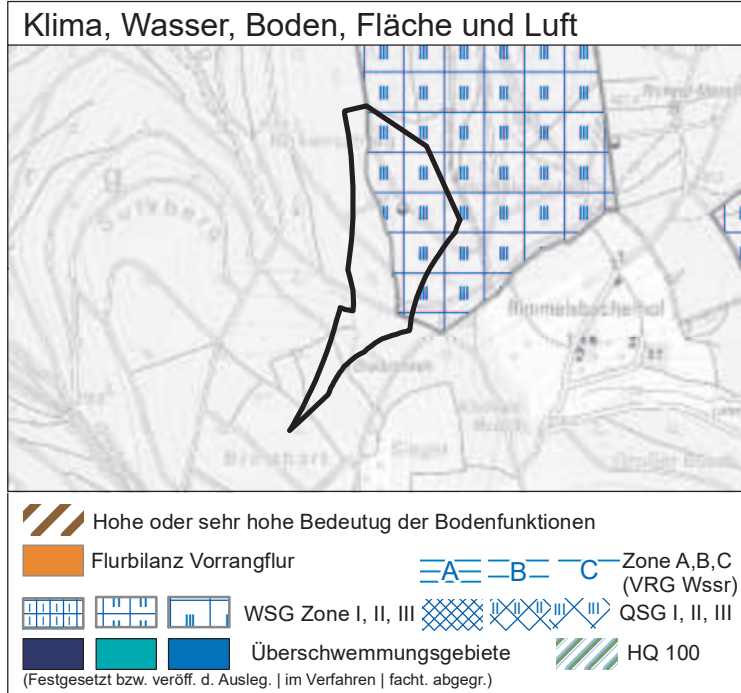 Klima, Wasser, Boden, Fläche und Luft
Breithart
Hohe oder sehr hohe Bedeutug der Bodenfunktionen
Flurbilanz Vorrangflur
A B C Zone A,B,C
(VRG Wssr)
WSG Zone I, II, III
QSG I, II, III
Überschwemmungsgebiete
HQ 100
(Festgesetzt bzw. veröff. d. Ausleg. | im Verfahren | facht. abgegr.)